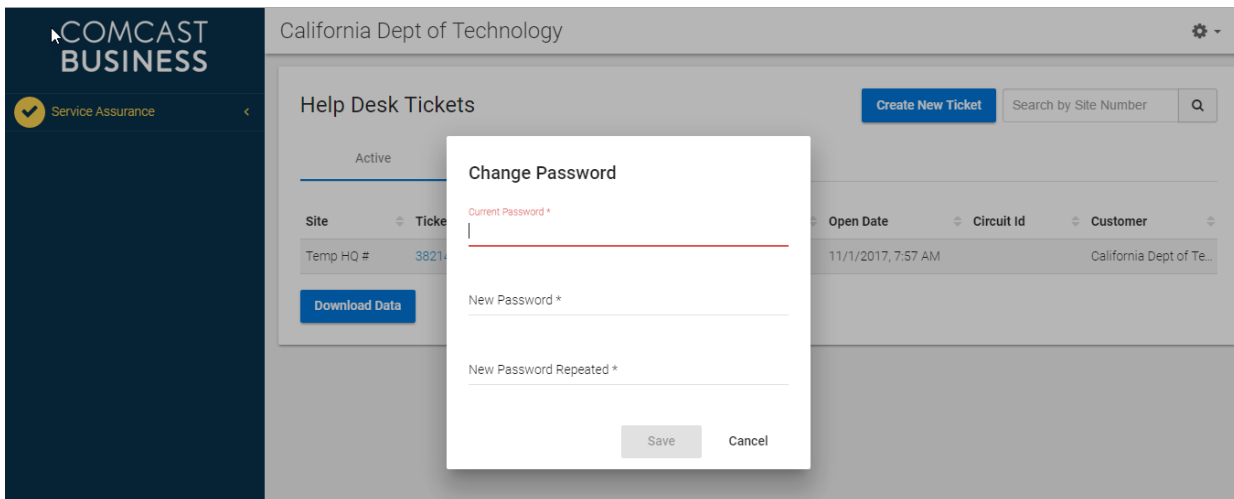 COMCAST
BUSINESS
California Dept of Technology
Service Assurance
Help Desk Tickets
Create New Ticket
Search by Site Number
Active
Change Password
Current Password *
Site
Open Date
Circuit Id
Customer
Temp HQ #
11/1/2017, 7:57 AM
California Dept of Te...
Download Data
New Password *
New Password Repeated *
Save
Cancel